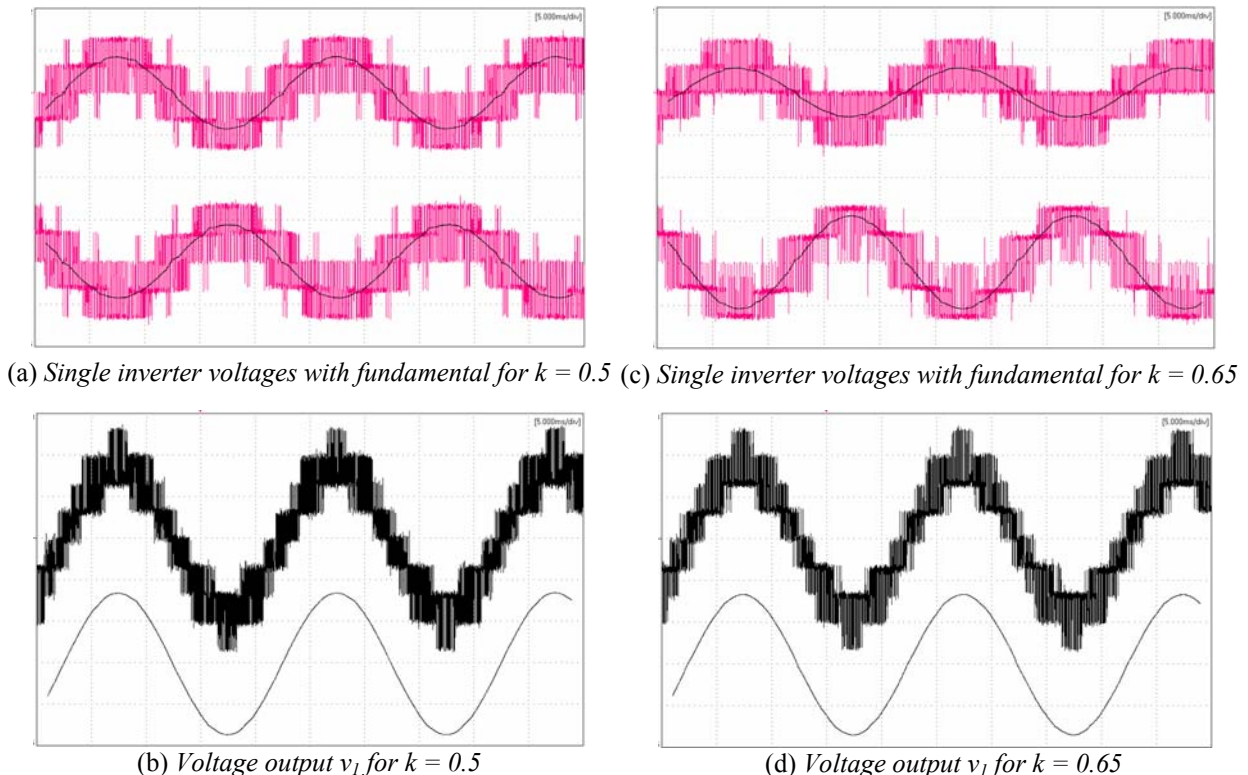 [5.000ms/div]
[5.000ms/div]
(a) Single inverter voltages with fundamental for k = 0.5
(c) Single inverter voltages with fundamental for k = 0.65
[5.000ms/div]
[5.000ms/div]
(b) Voltage output v1 for k = 0.5
(d) Voltage output v1 for k = 0.65